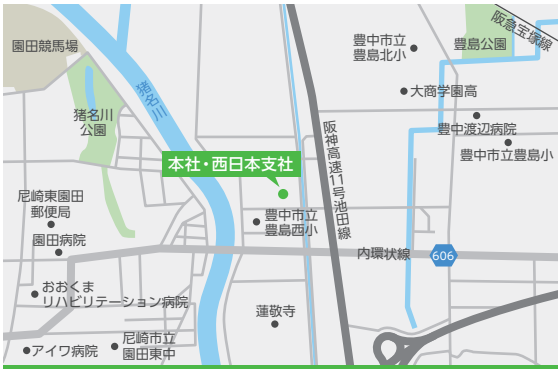 園田競馬場
猪名川
猪名川
公園
豊中市立
豊島北小
豊島公園
阪急宝塚線
大商学園高
豊中渡辺病院
豊中市立豊島小
阪神高速11号池田線
本社・西日本支社
尼崎東園田
郵便局
園田病院
豊中市立
豊島西小
内環状線
606
おおくま
リハビリテーション病院
蓮敬寺
アイワ病院
尼崎市立
園田東中